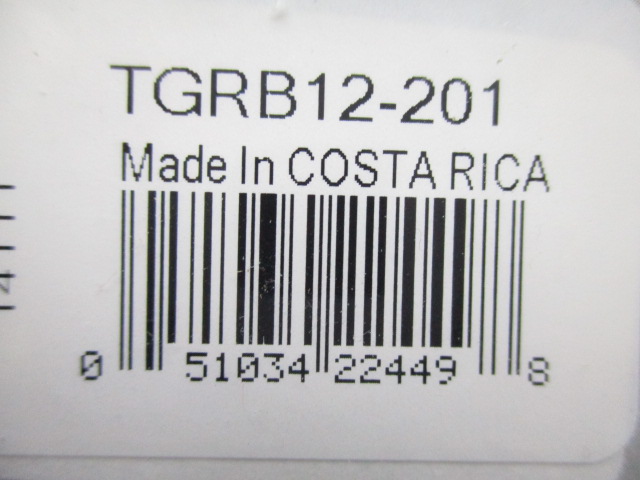 TGRB12-201
Made In COSTA RICA
0 51034 22449 8